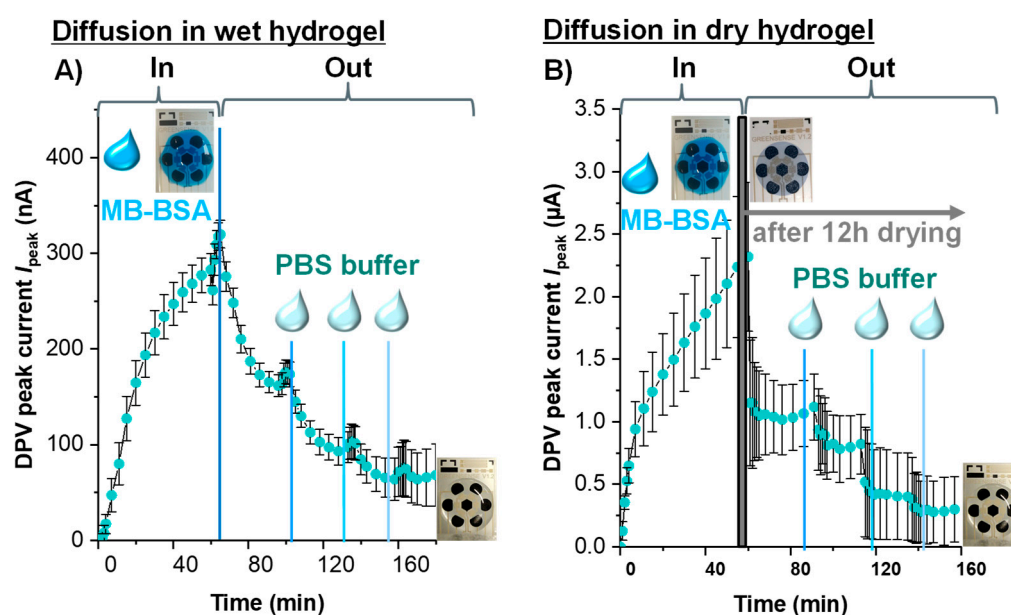 Diffusion in wet hydrogel
A)
In
Out
DPV peak current Ipeak (nA)
400
300
200
100
0
MB-BSA
PBS buffer
0
40
80
120
160
Time (min)
Diffusion in dry hydrogel
B)
In
Out
DPV peak current Ipeak (µA)
3.5
3.0
2.5
2.0
1.5
1.0
0.5
0.0
MB-BSA
GREENSENSE V1.2
after 12h drying
PBS buffer
0
40
80
120
160
Time (min)